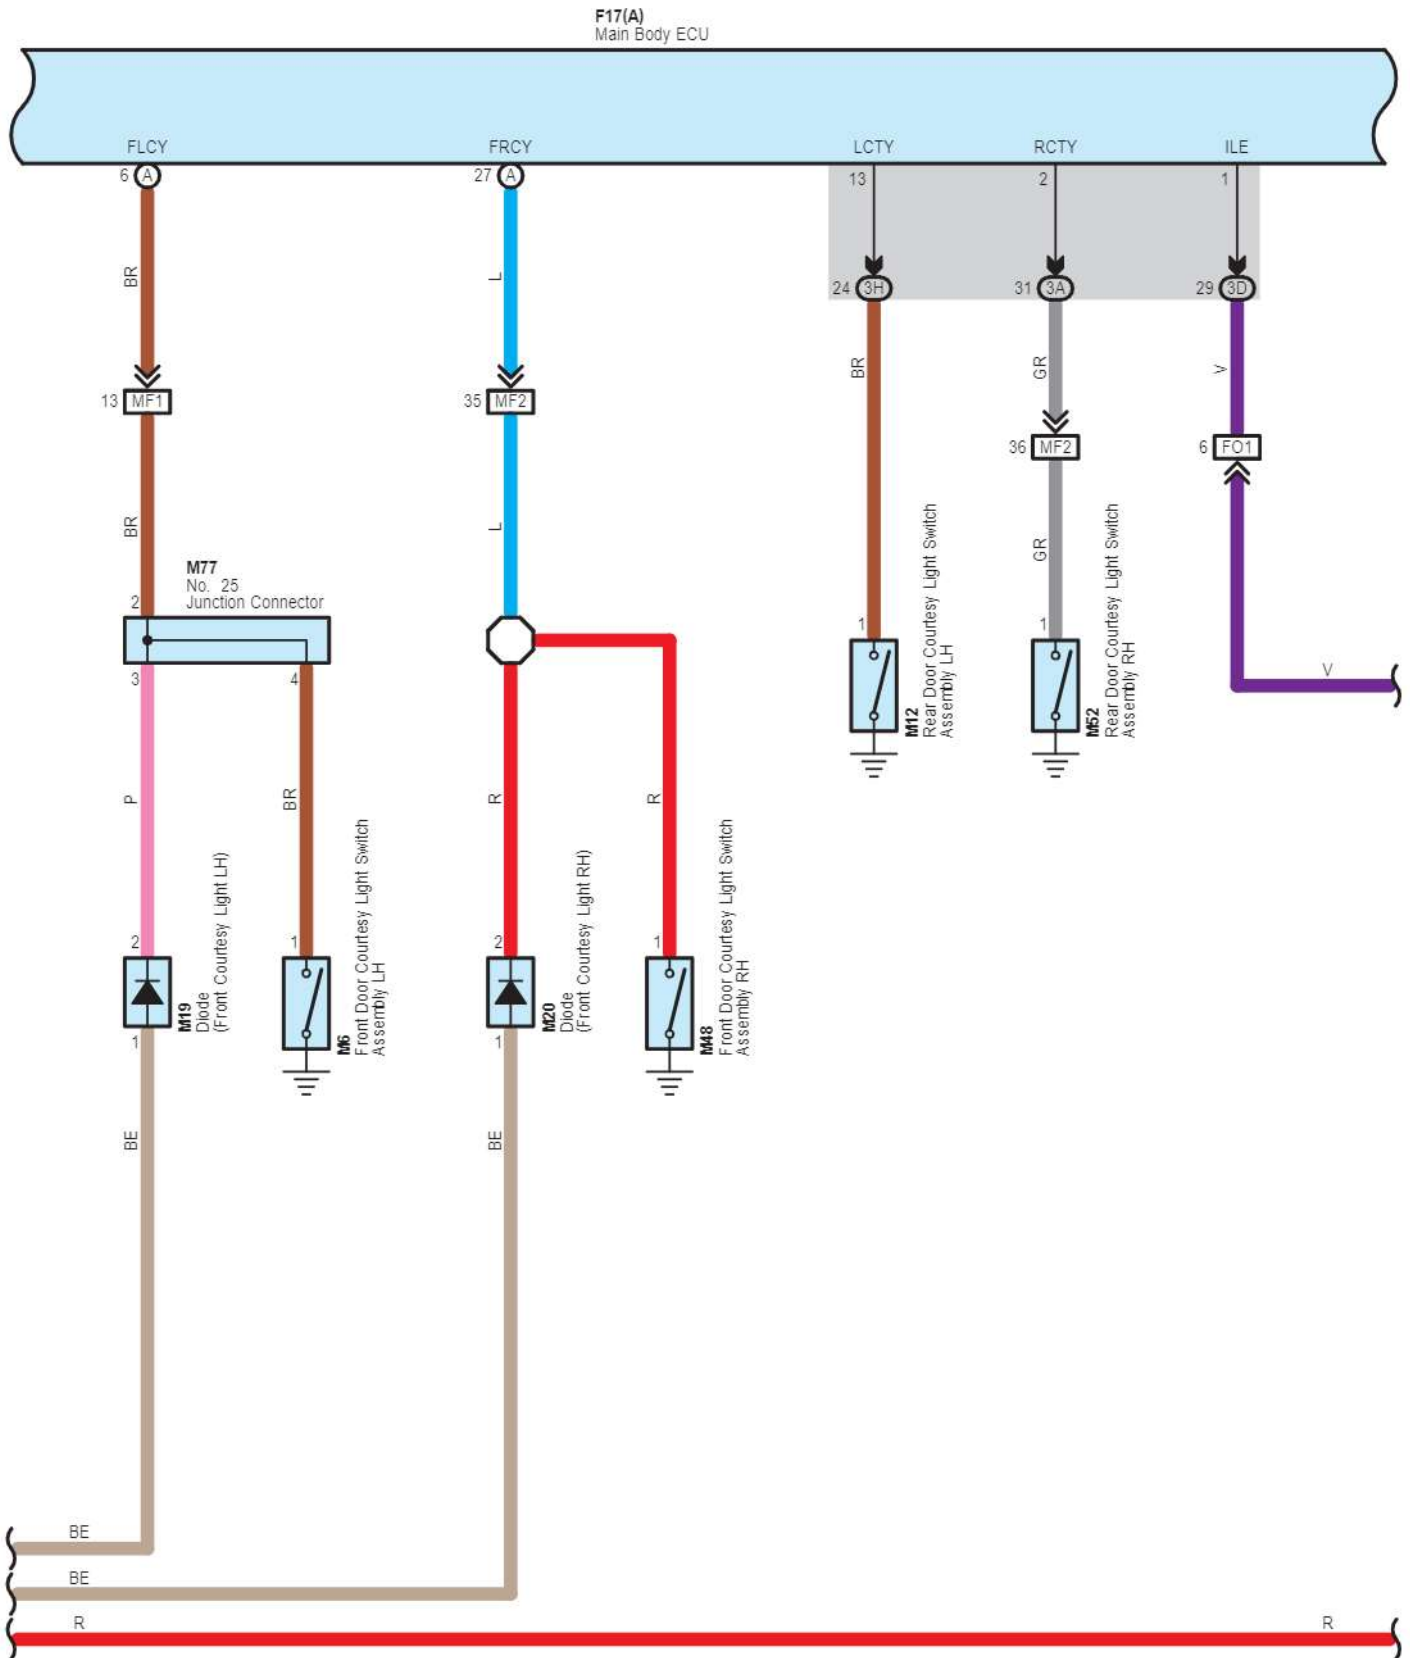 F17(A)
Main Body ECU
FLCY
FRCY
LCTY
RCTY
ILE
6 A
27 A
13
2
1
24 3H
31 3A
29 3D
BR
L
BR
GR
V
13 MF1
35 MF2
36 MF2
6 FO1
BR
L
GR
M77
No. 25
Junction Connector
2
3
4
1
M12
Rear Door Courtesy Light Switch
Assembly LH
1
M52
Rear Door Courtesy Light Switch
Assembly RH
V
P
BR
R
R
2
M19
Diode
(Front Courtesy Light LH)
1
1
M6
Front Door Courtesy Light Switch
Assembly LH
2
M20
Diode
(Front Courtesy Light RH)
1
1
M48
Front Door Courtesy Light Switch
Assembly RH
BE
BE
BE
BE
R
R